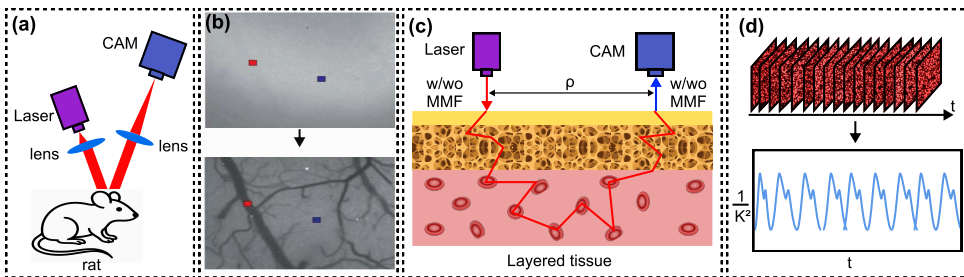 (a)
CAM
Laser
lens
lens
rat
(b)
(c)
Laser
CAM
w/wo
MMF
ρ
w/wo
MMF
Layered tissue
(d)
t
1
K²
t